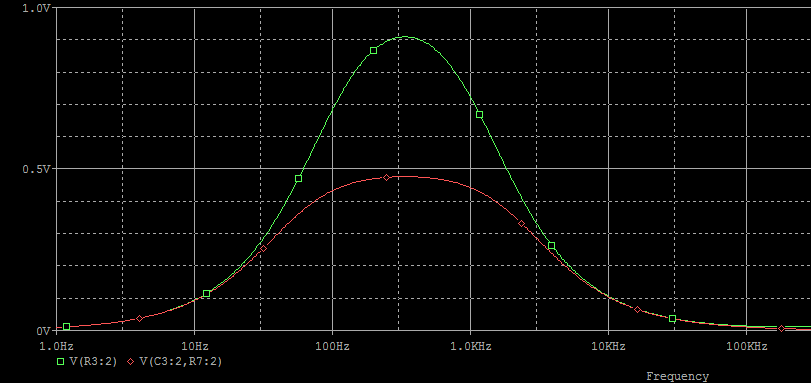 1.0V
0.5V
0V
1.0Hz 10Hz 100Hz 1.0KHz 10KHz 100KHz
V(R3:2) V(C3:2,R7:2)
Frequency